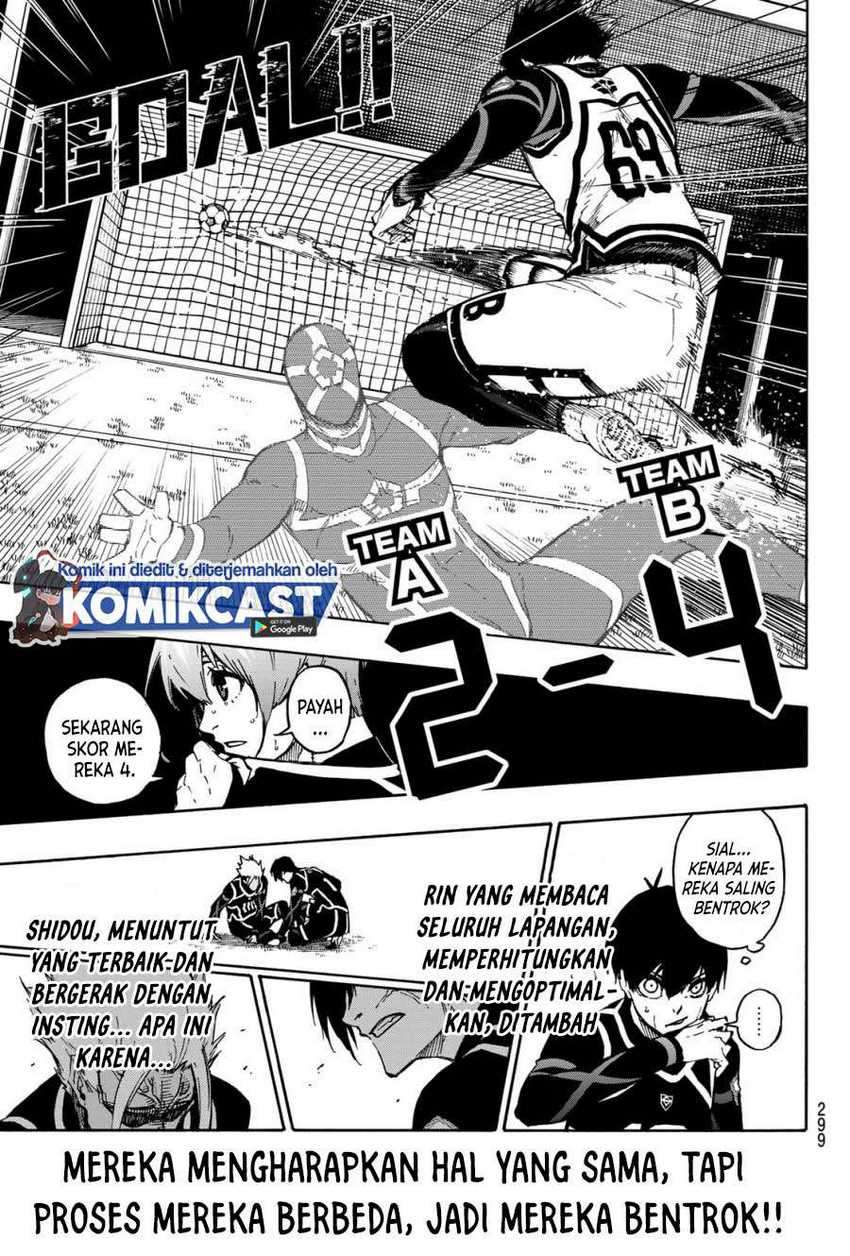 GOAL!!
69
B
TEAM
A
TEAM
B
2-4
Komik ini diedit & diterjemahkan oleh
KOMIKCAST
GET IT ON
Google Play
PAYAH
...
SEKARANG
SKOR ME-
REKA 4.
SIAL...
KENAPA ME-
REKA SALING
BENTROK?
......
RIN YANG MEMBACA
SELURUH LAPANGAN,
MEMPERHITUNGKAN
DAN MENGOPTIMAL-
KAN, DITAMBAH
SHIDOU, MENUNTUT
YANG TERBAIK DAN
BERGERAK DENGAN
INSTING... APA INI
KARENA...
299
MEREKA MENGHARAPKAN HAL YANG SAMA, TAPI
PROSES MEREKA BERBEDA, JADI MEREKA BENTROK!!